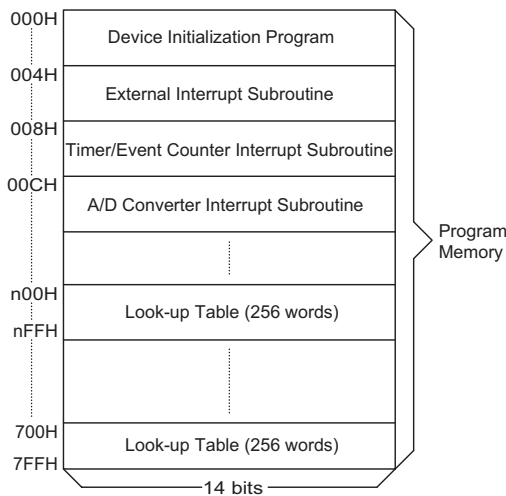 000H
Device Initialization Program
004H
External Interrupt Subroutine
008H
Timer/Event Counter Interrupt Subroutine
00CH
A/D Converter Interrupt Subroutine
Program
Memory
n00H
Look-up Table (256 words)
nFFH
700H
Look-up Table (256 words)
7FFH
14 bits